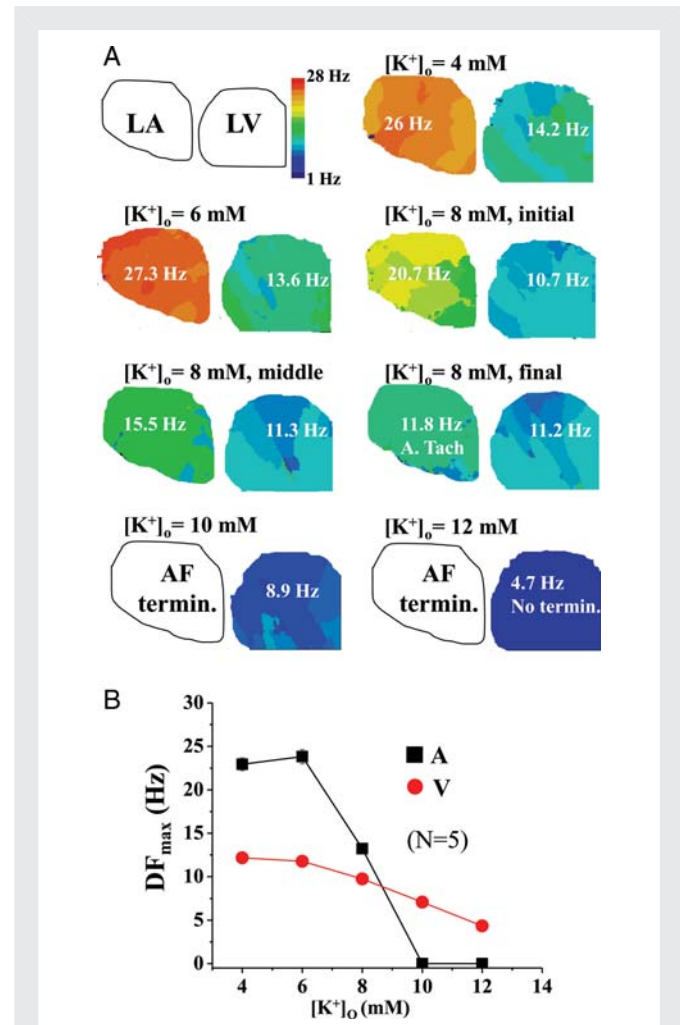 A
LA
LV
28 Hz
1 Hz
[K⁺]ₒ= 4 mM
26 Hz
14.2 Hz
[K⁺]ₒ= 6 mM
27.3 Hz
13.6 Hz
[K⁺]ₒ= 8 mM, initial
20.7 Hz
10.7 Hz
[K⁺]ₒ= 8 mM, middle
15.5 Hz
11.3 Hz
[K⁺]ₒ= 8 mM, final
11.8 Hz
A. Tach
11.2 Hz
[K⁺]ₒ= 10 mM
AF
termin.
8.9 Hz
[K⁺]ₒ= 12 mM
AF
termin.
4.7 Hz
No termin.
B
DFmax (Hz)
30
25
20
15
10
5
0
A
V
(N=5)
4 6 8 10 12 14
[K⁺]O (mM)